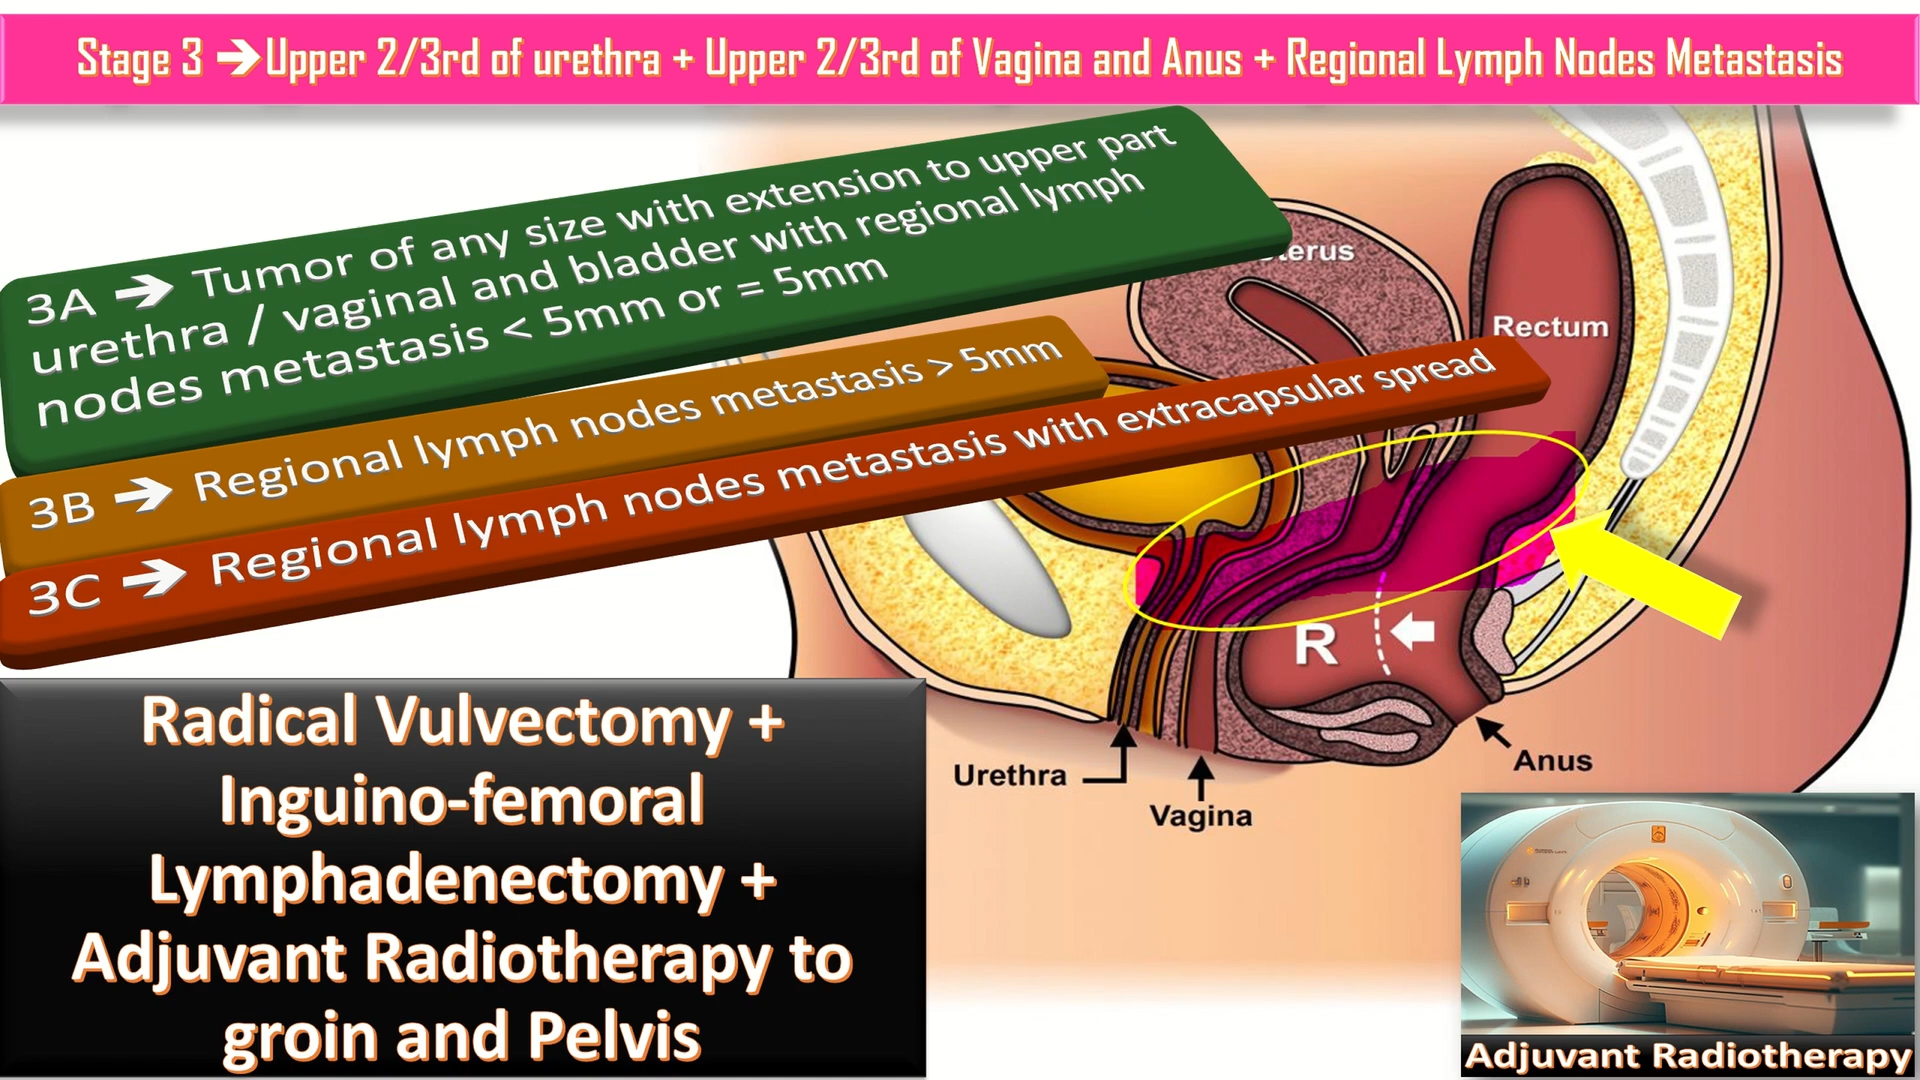 Stage 3 ➔Upper 2/3rd of urethra + Upper 2/3rd of Vagina and Anus + Regional Lymph Nodes Metastasis
3A ➔ Tumor of any size with extension to upper part
urethra / vaginal and bladder with regional lymph
nodes metastasis < 5mm or = 5mm
3B ➔ Regional lymph nodes metastasis > 5mm
3C ➔ Regional lymph nodes metastasis with extracapsular spread
terus
Rectum
R
Urethra
Vagina
Anus
Radical Vulvectomy +
Inguino-femoral
Lymphadenectomy +
Adjuvant Radiotherapy to
groin and Pelvis
Adjuvant Radiotherapy